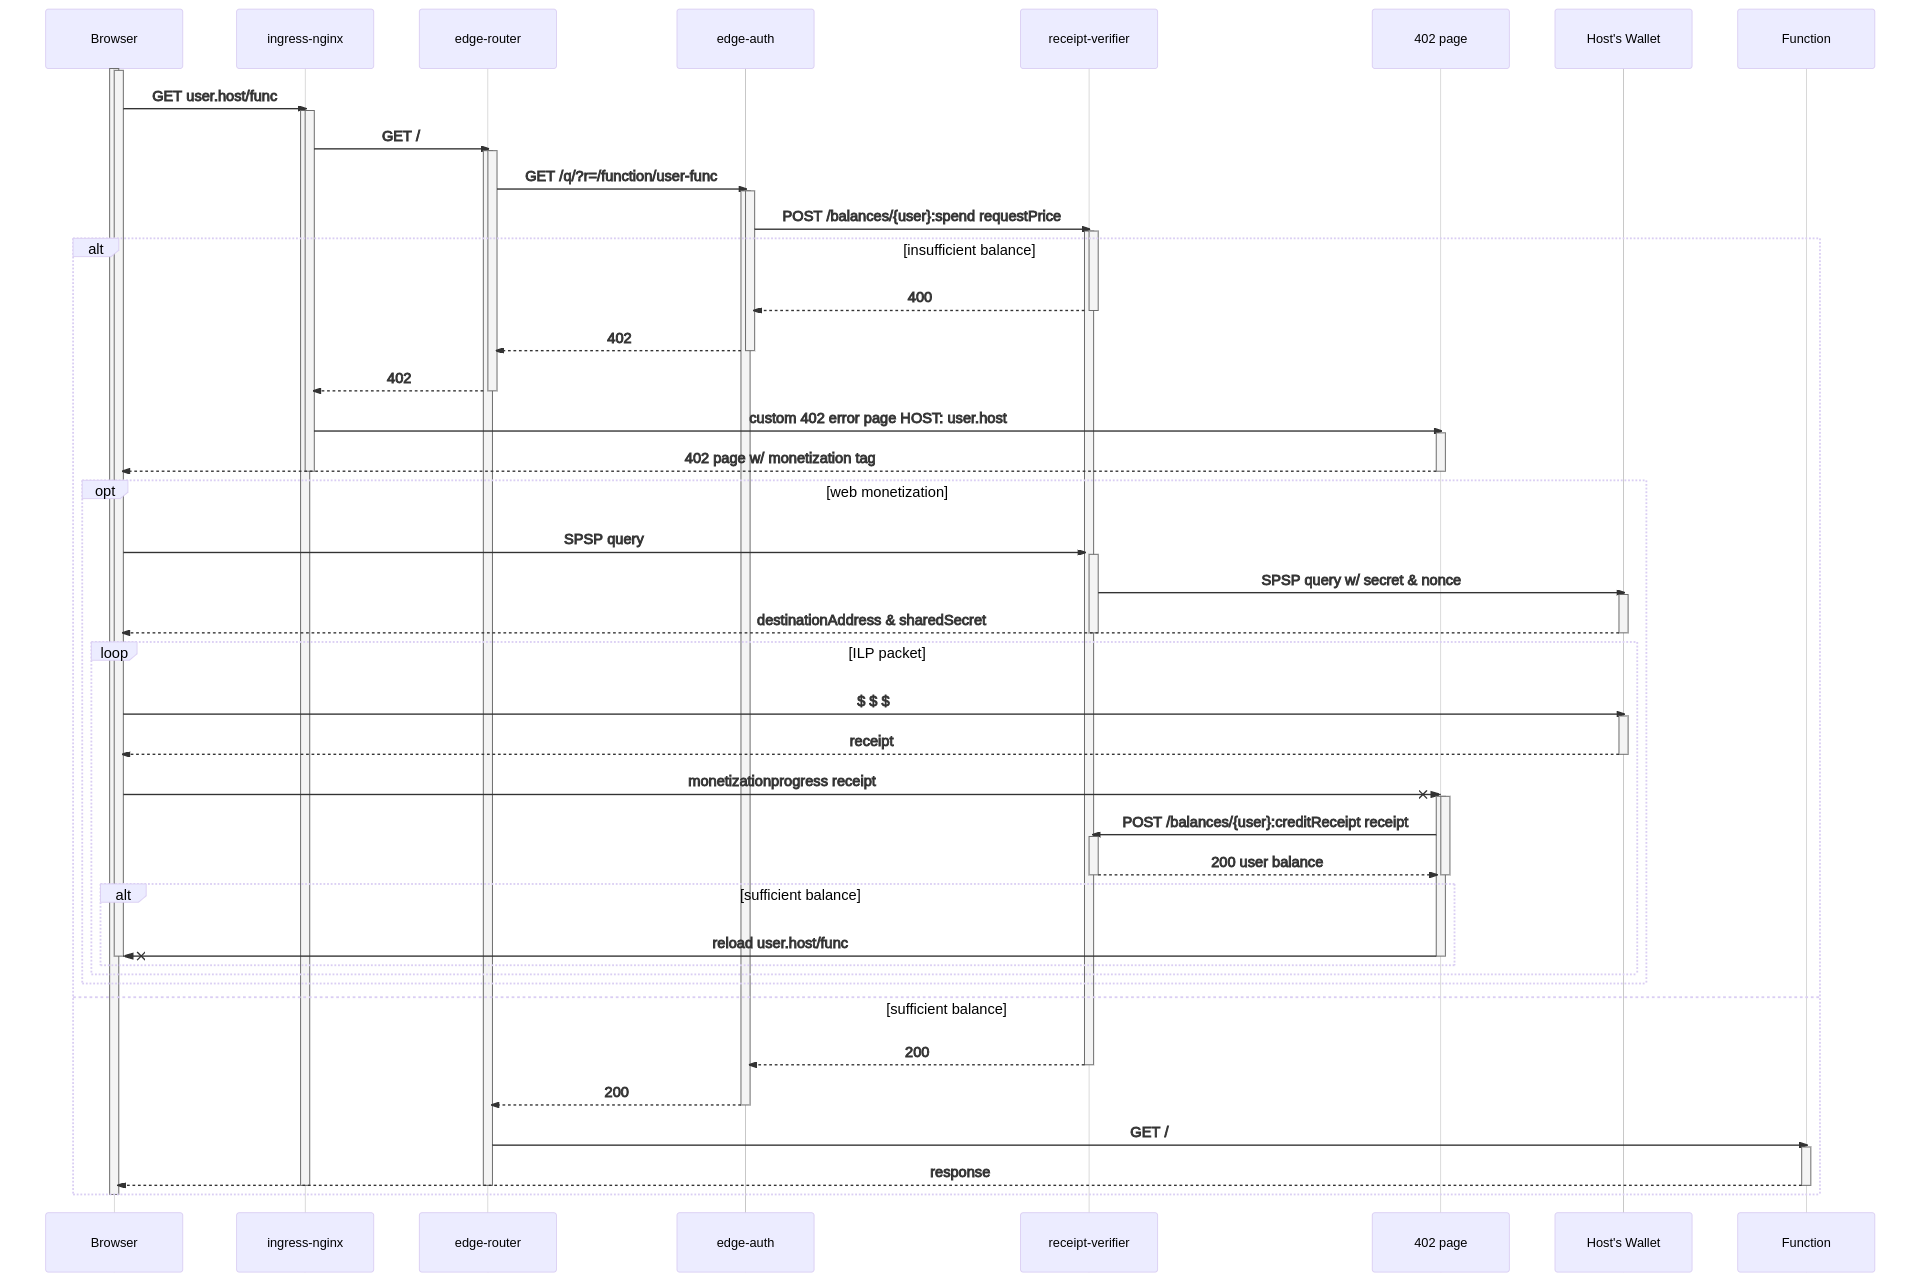 Browser
ingress-nginx
edge-router
edge-auth
receipt-verifier
402 page
Host's Wallet
Function
GET user.host/func
GET /
GET /q/?r=/function/user-func
POST /balances/{user}:spend requestPrice
alt
[insufficient balance]
400
402
402
custom 402 error page HOST: user.host
402 page w/ monetization tag
opt
[web monetization]
SPSP query
SPSP query w/ secret & nonce
destinationAddress & sharedSecret
loop
[ILP packet]
$ $ $
receipt
monetizationprogress receipt
POST /balances/{user}:creditReceipt receipt
200 user balance
alt
[sufficient balance]
reload user.host/func
[sufficient balance]
200
200
GET /
response
Browser
ingress-nginx
edge-router
edge-auth
receipt-verifier
402 page
Host's Wallet
Function